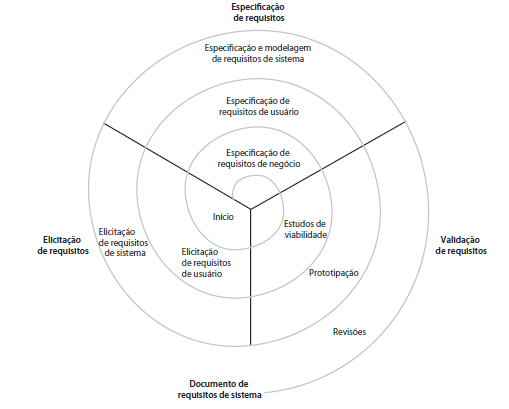 Especificação
de requisitos
Especificação e modelagem
de requisitos de sistema
Especificação de
requisitos de usuário
Especificação de
requisitos de negócio
Início
Estudos de
viabilidade
Elicitação
de requisitos
Elicitação
de requisitos
de sistema
Elicitação
de requisitos
de usuário
Validação
de requisitos
Prototipação
Revisões
Documento de
requisitos de sistema